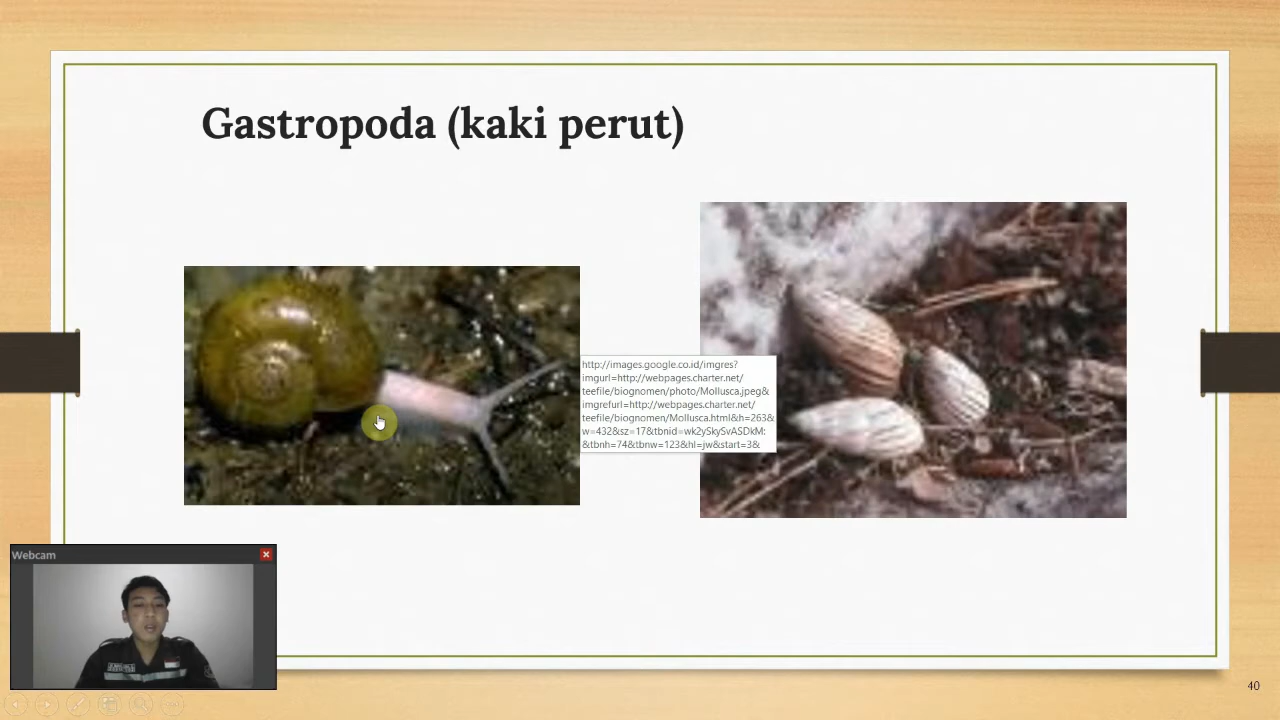 Gastropoda (kaki perut)
http://images.google.co.id/imgres?
imgurl=http://webpages.charter.net/
teefile/biognomen/photo/Mollusca.jpeg&
imgrefurl=http://webpages.charter.net/
teefile/biognomen/Mollusca.html&h=263&
w=432&sz=17&tbnid=wk2ySkySvASDkM:
&tbnh=74&tbnw=123&hl=jw&start=3&
Webcam
40